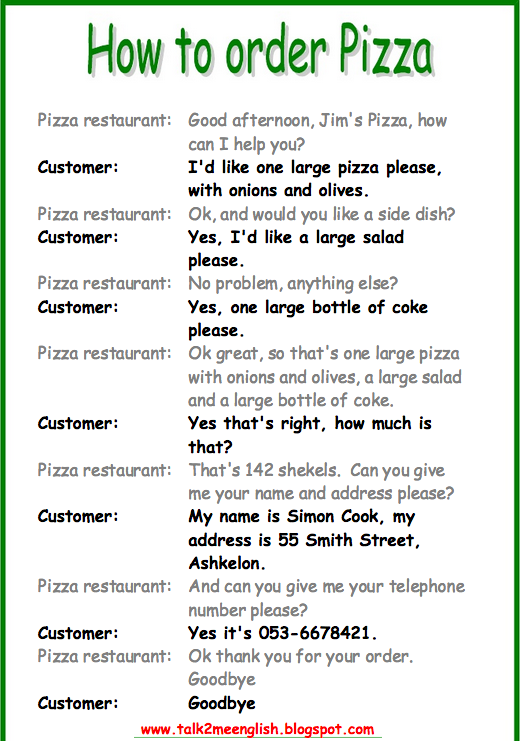 How to order Pizza
Pizza restaurant: Good afternoon, Jim's Pizza, how
can I help you?
Customer: I'd like one large pizza please,
with onions and olives.
Pizza restaurant: Ok, and would you like a side dish?
Customer: Yes, I'd like a large salad
please.
Pizza restaurant: No problem, anything else?
Customer: Yes, one large bottle of coke
please.
Pizza restaurant: Ok great, so that's one large pizza
with onions and olives, a large salad
and a large bottle of coke.
Customer: Yes that's right, how much is
that?
Pizza restaurant: That's 142 shekels. Can you give
me your name and address please?
Customer: My name is Simon Cook, my
address is 55 Smith Street,
Ashkelon.
Pizza restaurant: And can you give me your telephone
number please?
Customer: Yes it's 053-6678421.
Pizza restaurant: Ok thank you for your order.
Goodbye
Customer: Goodbye
www.talk2meenglish.blogspot.com